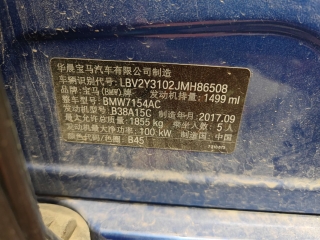 华晨宝马汽车有限公司制造
车辆识别代号: LBV2Y3102JMH86508
品牌: 宝马(BMW)牌 发动机排量: 1499 ml
整车型号: BMW7154AC
发动机型号: B38A15C 制造年月: 2017.09
最大允许总质量: 1855 kg 乘坐人数: 5 人
发动机最大净功率: 100 kW 制造国: 中国
颜色代码/色圈: B45